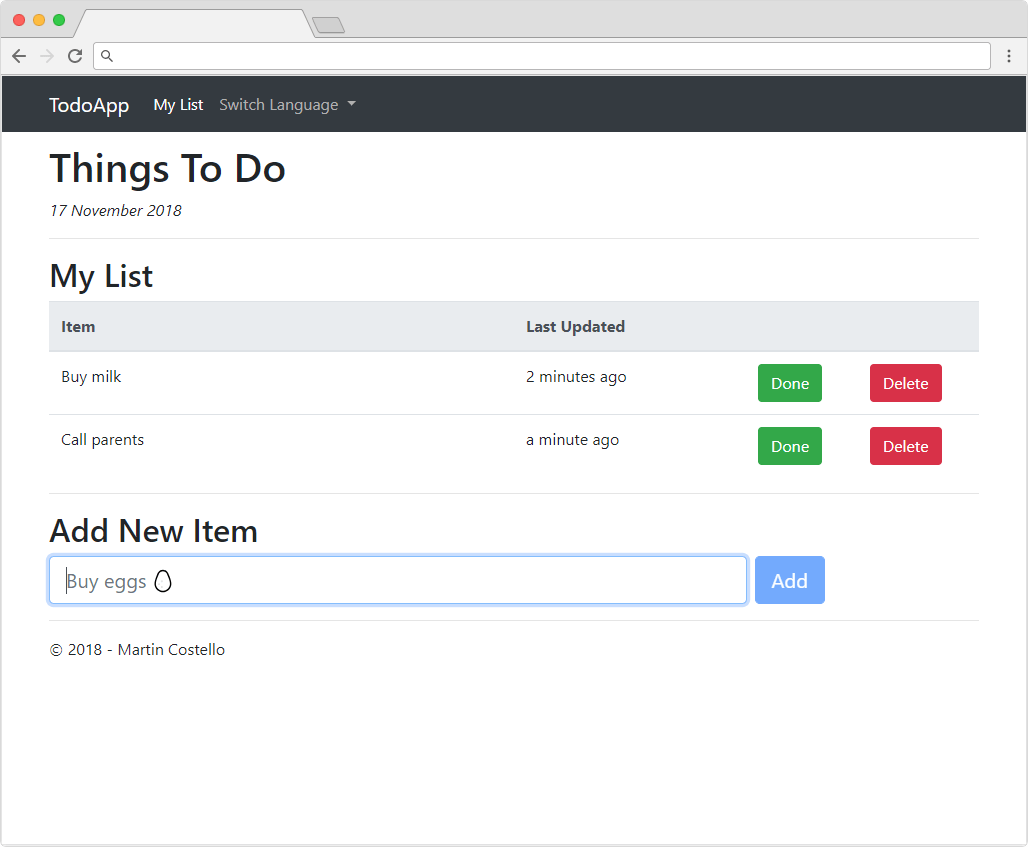 TodoApp My List Switch Language
Things To Do
17 November 2018
My List
Item Last Updated
Buy milk 2 minutes ago Done Delete
Call parents a minute ago Done Delete
Add New Item
Buy eggs 🥚 Add
© 2018 - Martin Costello